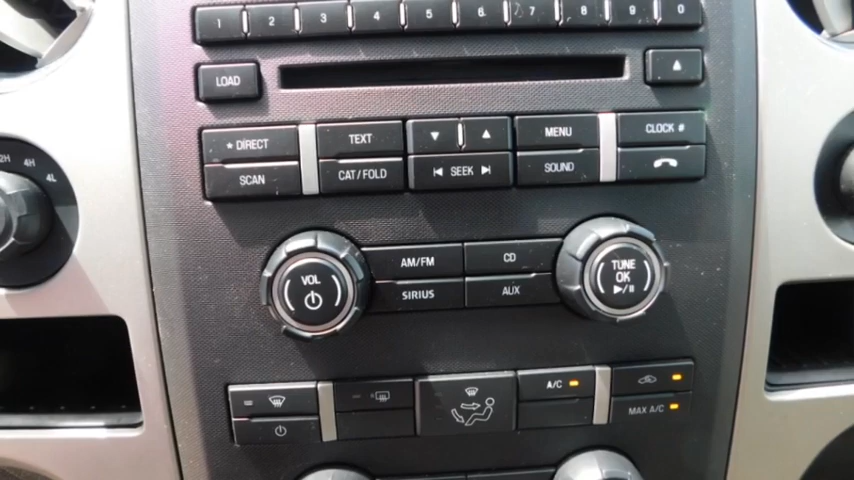 1 2 3 4 5 6 7 8 9 0
LOAD
* DIRECT TEXT MENU CLOCK #
SCAN CAT/FOLD SEEK SOUND
2H 4H
4L
VOL AM/FM CD TUNE
OK
SIRIUS AUX
A/C
MAX A/C